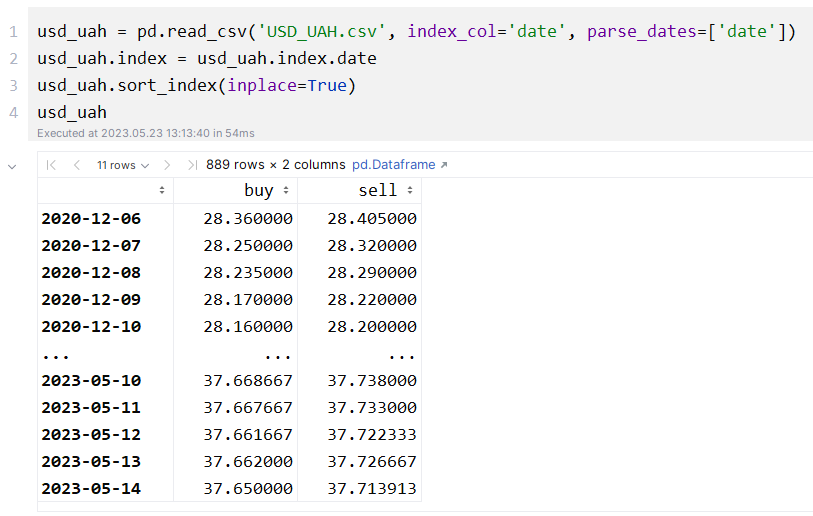 1 usd_uah = pd.read_csv('USD_UAH.csv', index_col='date', parse_dates=['date'])
2 usd_uah.index = usd_uah.index.date
3 usd_uah.sort_index(inplace=True)
4 usd_uah
Executed at 2023.05.23 13:13:40 in 54ms
11 rows 889 rows × 2 columns pd.Dataframe
buy sell
2020-12-06 28.360000 28.405000
2020-12-07 28.250000 28.320000
2020-12-08 28.235000 28.290000
2020-12-09 28.170000 28.220000
2020-12-10 28.160000 28.200000
... ... ...
2023-05-10 37.668667 37.738000
2023-05-11 37.667667 37.733000
2023-05-12 37.661667 37.722333
2023-05-13 37.662000 37.726667
2023-05-14 37.650000 37.713913